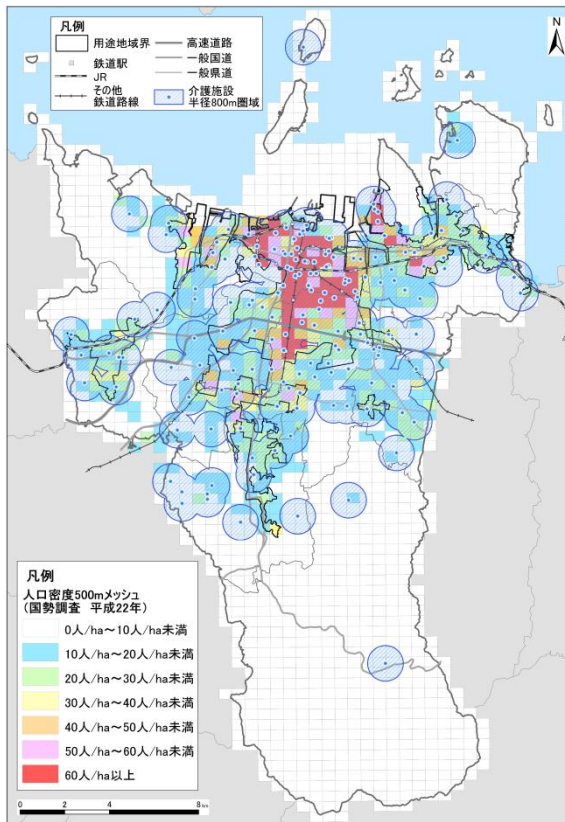 凡例
用途地域界
鉄道駅
JR
その他
鉄道路線
高速道路
一般国道
一般県道
介護施設
半径800m圏域
N
凡例
人口密度500mメッシュ
(国勢調査 平成22年)
0人/ha～10人/ha未満
10人/ha～20人/ha未満
20人/ha～30人/ha未満
30人/ha～40人/ha未満
40人/ha～50人/ha未満
50人/ha～60人/ha未満
60人/ha以上
0 2 4 8 km